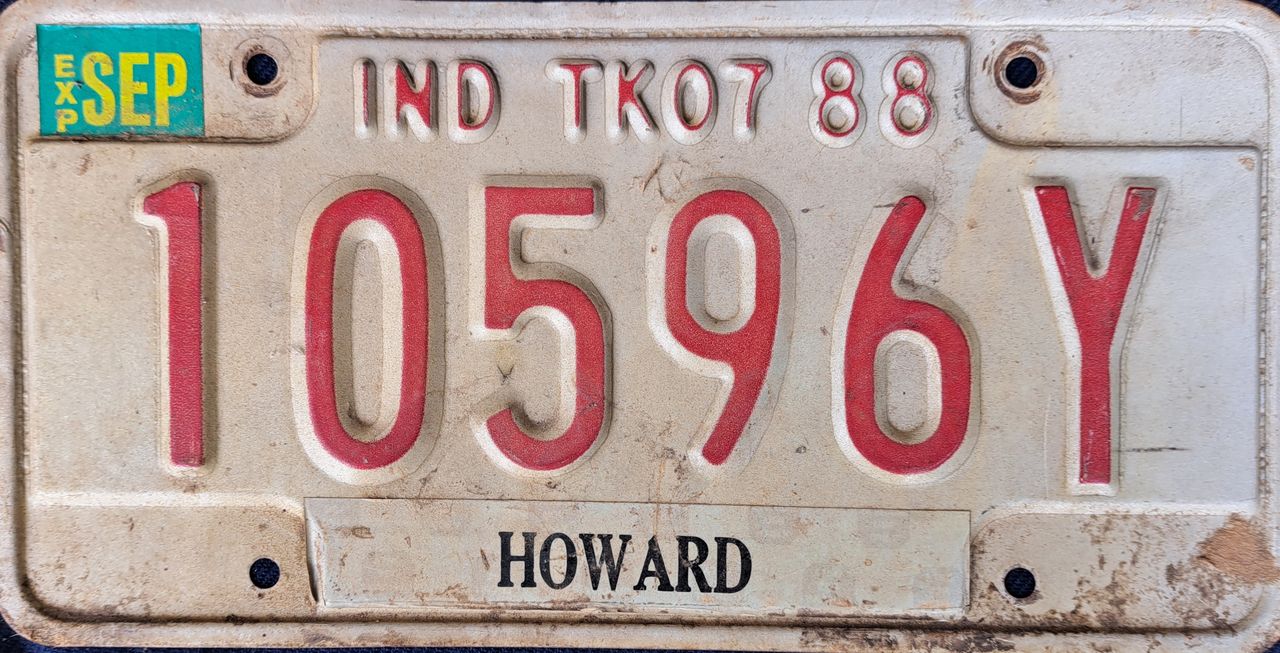 EXP SEP
IND TK07 88
10596Y
HOWARD